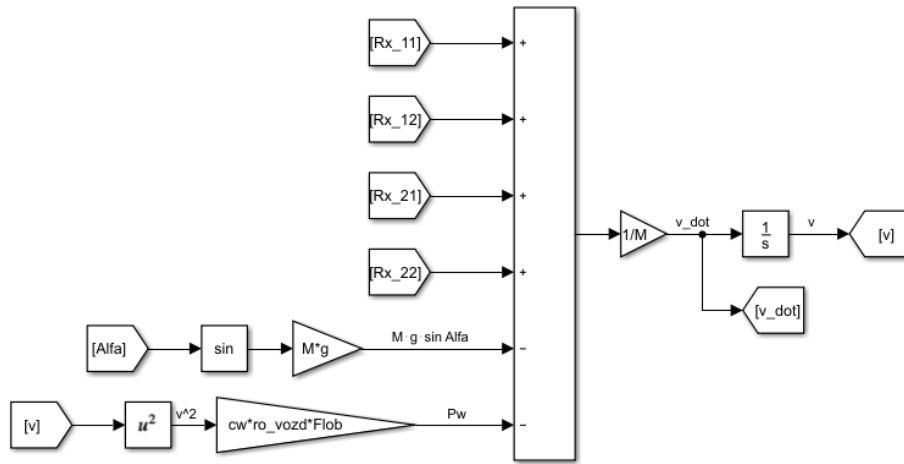 [Rx_11]
+
[Rx_12]
+
[Rx_21]
+
[Rx_22]
+
1/M
v_dot
1
s
v
[v]
[v_dot]
[Alfa]
sin
M*g
M·g·sin Alfa
−
[v]
u²
v^2
cw*ro_vozd*Flob
Pw
−